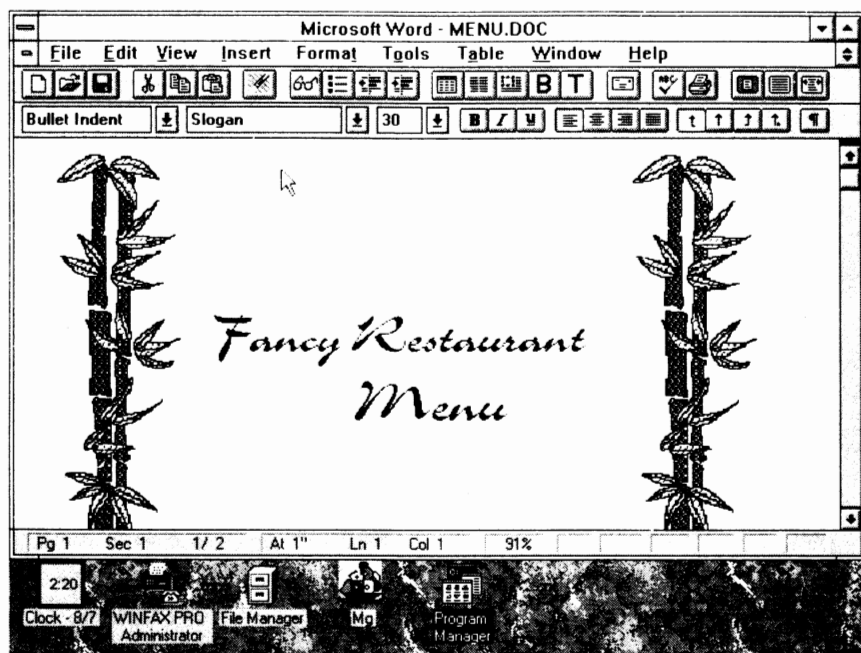 Microsoft Word - MENU.DOC
File Edit View Insert Format Tools Table Window Help
B T ABC
Bullet Indent Slogan 30 B I U ¶
Fancy Restaurant
Menu
Pg 1 Sec 1 1/ 2 At 1" Ln 1 Col 1 91%
2:20
Clock - 8/7 WINFAX PRO File Manager Mg Program
Administrator Manager